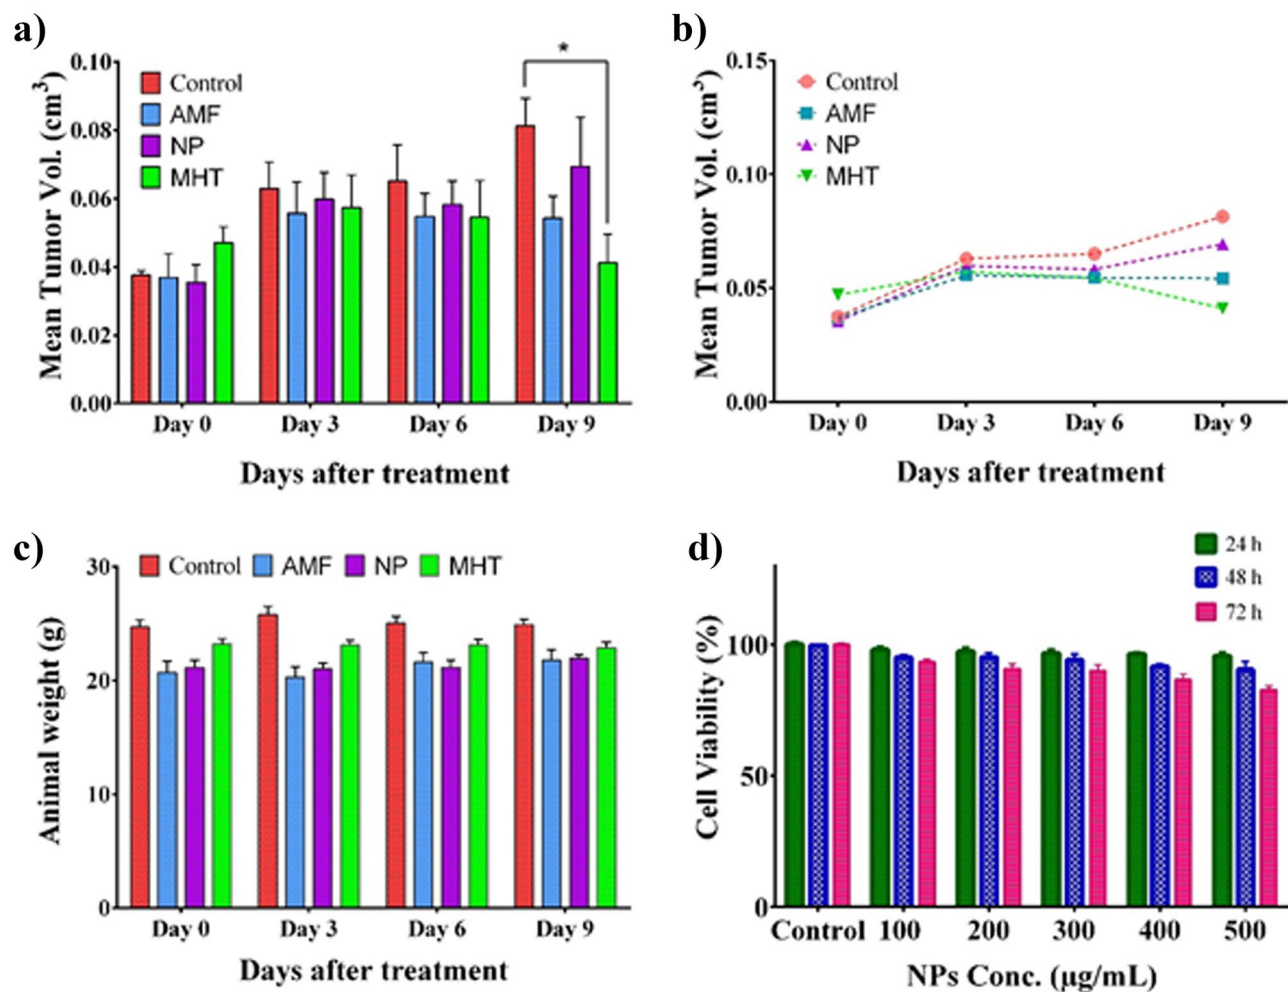 a)
Mean Tumor Vol. (cm³)
0.10
0.08
0.06
0.04
0.02
0.00
Control
AMF
NP
MHT
*
Day 0 Day 3 Day 6 Day 9
Days after treatment
b)
Mean Tumor Vol. (cm³)
0.15
0.10
0.05
0.00
Control
AMF
NP
MHT
Day 0 Day 3 Day 6 Day 9
Days after treatment
c)
Animal weight (g)
30
20
10
0
Control AMF NP MHT
Day 0 Day 3 Day 6 Day 9
Days after treatment
d)
Cell Viability (%)
100
50
0
24 h
48 h
72 h
Control 100 200 300 400 500
NPs Conc. (µg/mL)